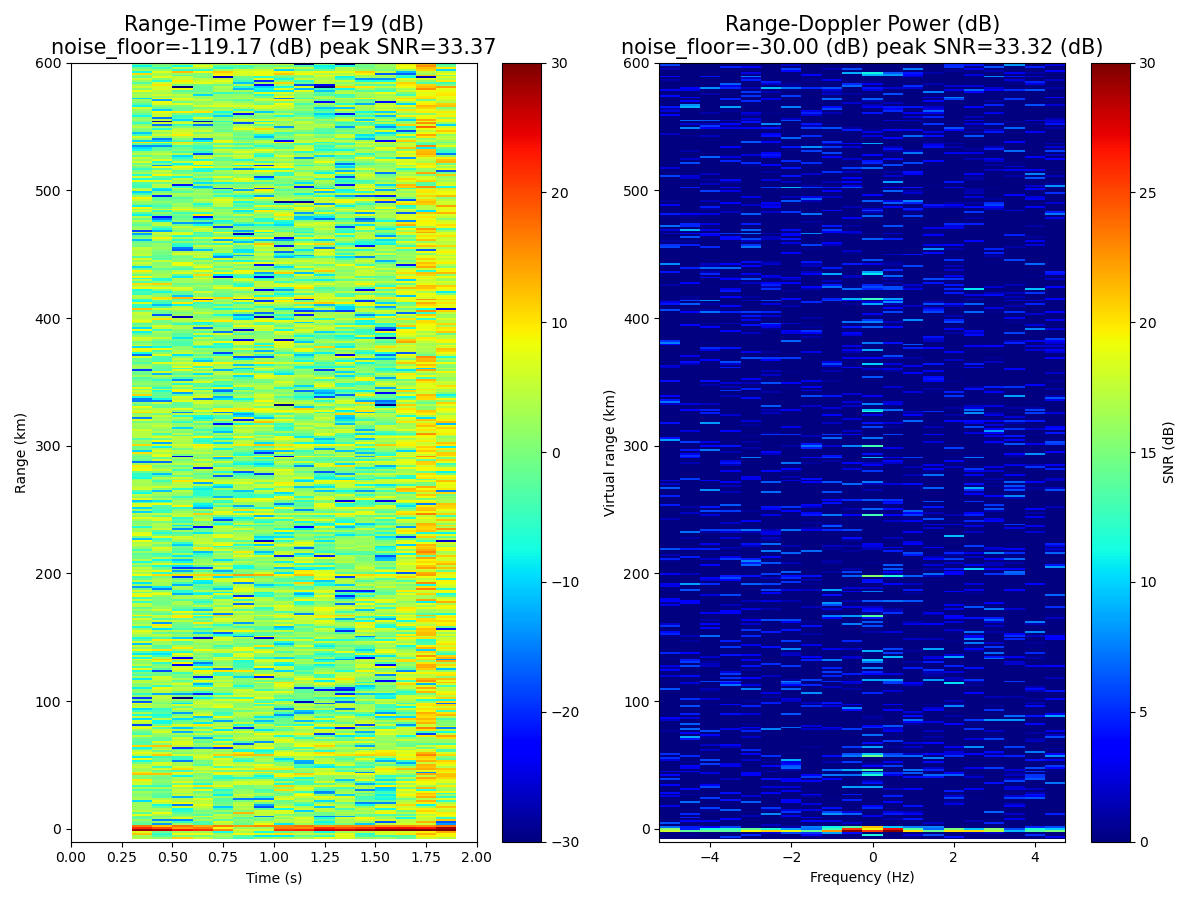 Range-Time Power f=19 (dB)
noise_floor=-119.17 (dB) peak SNR=33.37
Range-Doppler Power (dB)
noise_floor=-30.00 (dB) peak SNR=33.32 (dB)
600
500
400
300
200
100
0
Range (km)
0.00 0.25 0.50 0.75 1.00 1.25 1.50 1.75 2.00
Time (s)
30
20
10
0
−10
−20
−30
600
500
400
300
200
100
0
Virtual range (km)
−4 −2 0 2 4
Frequency (Hz)
30
25
20
15
10
5
0
SNR (dB)